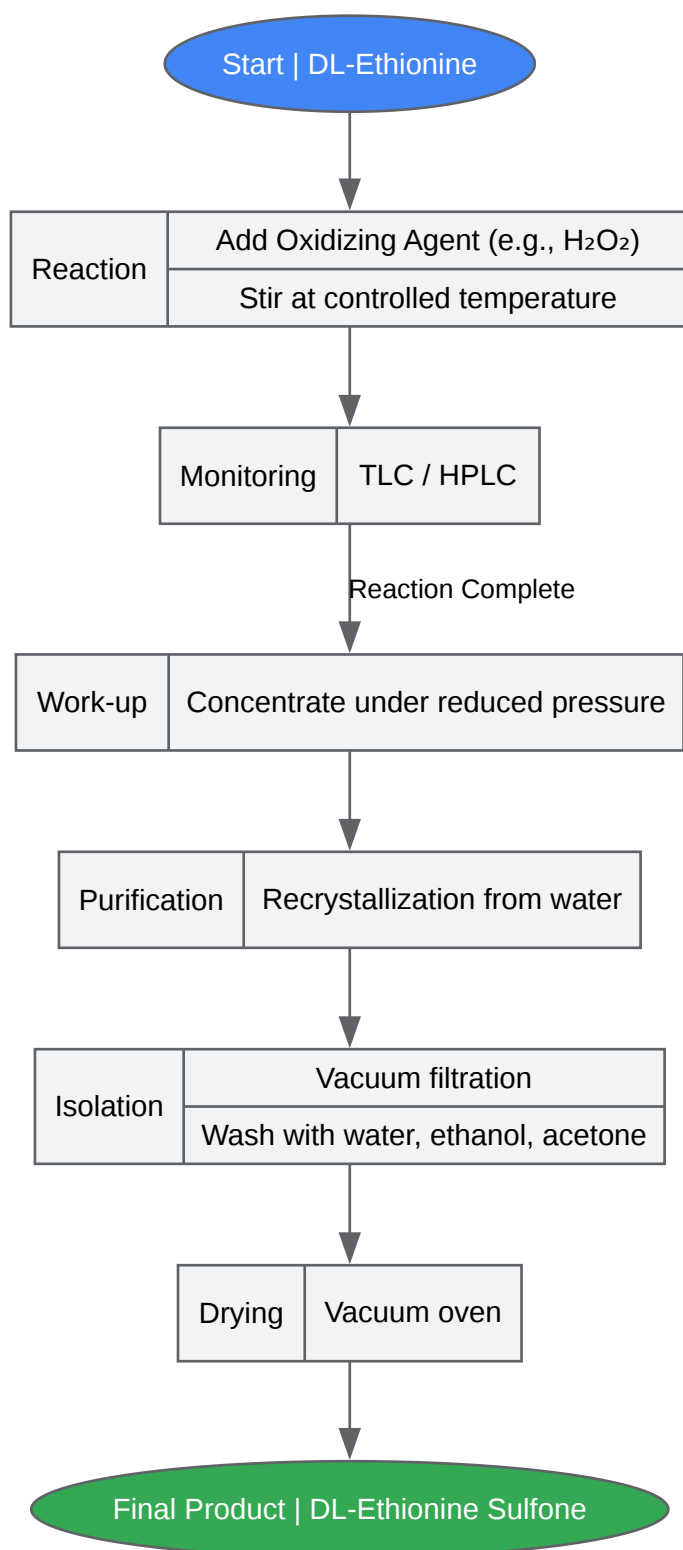 Start | DL-Ethionine
Reaction
Add Oxidizing Agent (e.g., H₂O₂)
Stir at controlled temperature
Monitoring
TLC / HPLC
Reaction Complete
Work-up
Concentrate under reduced pressure
Purification
Recrystallization from water
Isolation
Vacuum filtration
Wash with water, ethanol, acetone
Drying
Vacuum oven
Final Product | DL-Ethionine Sulfone